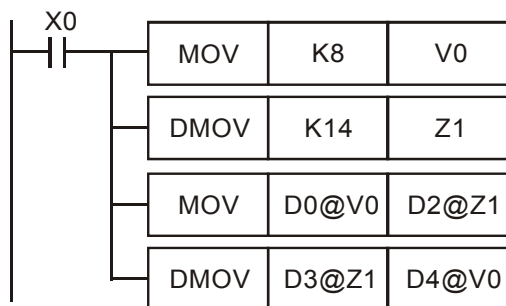 X0
MOV K8 V0
DMOV K14 Z1
MOV D0@V0 D2@Z1
DMOV D3@Z1 D4@V0